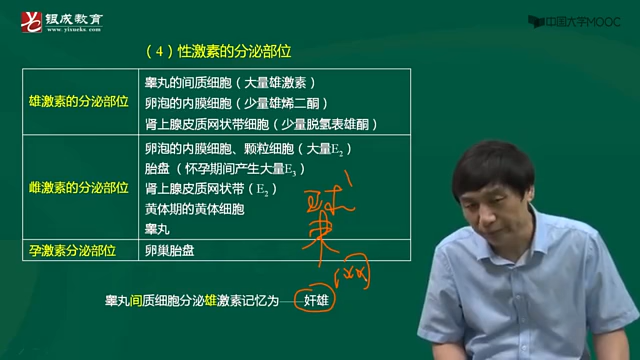 银成教育
www.yixueks.com
中国大学MOOC
(4)性激素的分泌部位
雄激素的分泌部位
睾丸的间质细胞(大量雄激素)
卵泡的内膜细胞(少量雄烯二酮)
肾上腺皮质网状带细胞(少量脱氢表雄酮)
雌激素的分泌部位
卵泡的内膜细胞、颗粒细胞(大量E₂)
胎盘(怀孕期间产生大量E₃)
肾上腺皮质网状带(E₂)
黄体期的黄体细胞
睾丸
孕激素分泌部位
卵巢胎盘
睾丸间质细胞分泌雄激素记忆为——奸雄